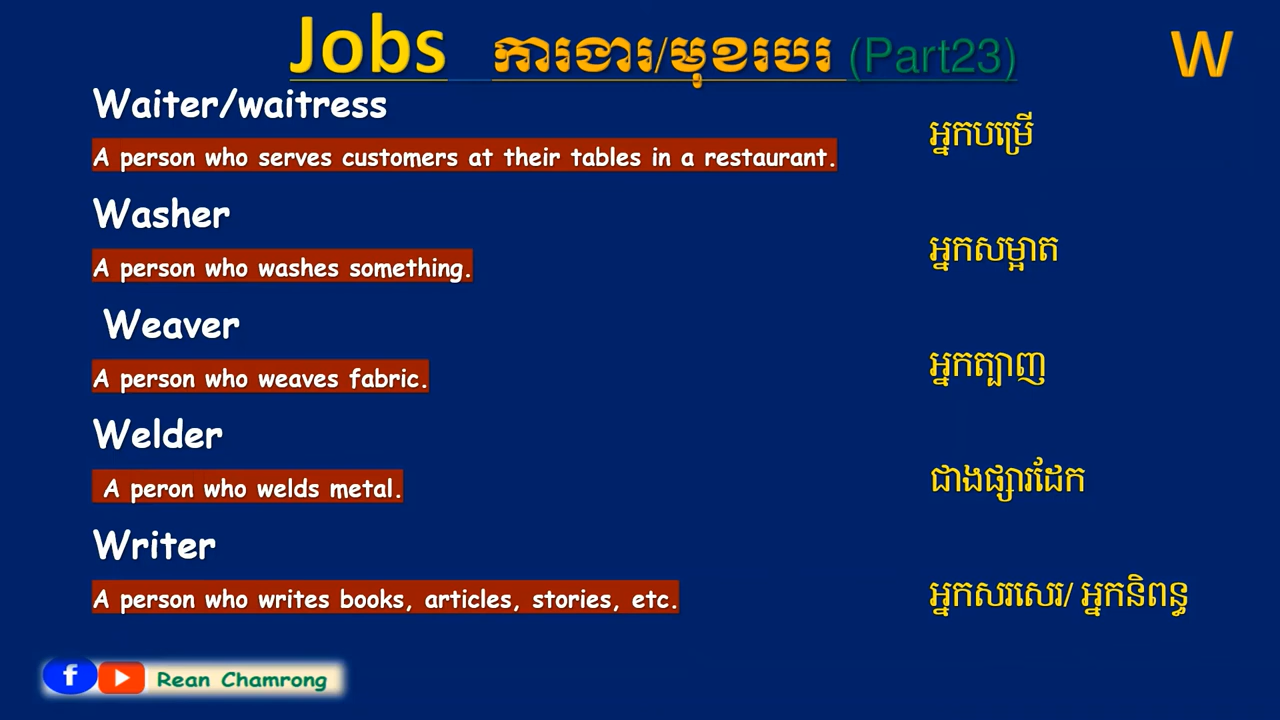 Jobs ការងារ/មុខរបរ (Part23) W
Waiter/waitress
A person who serves customers at their tables in a restaurant.
អ្នកបម្រើ
Washer
A person who washes something.
អ្នកសម្អាត
Weaver
A person who weaves fabric.
អ្នកត្បាញ
Welder
A peron who welds metal.
ជាងផ្សារដែក
Writer
A person who writes books, articles, stories, etc.
អ្នកសរសេរ/ អ្នកនិពន្ធ
f Rean Chamrong